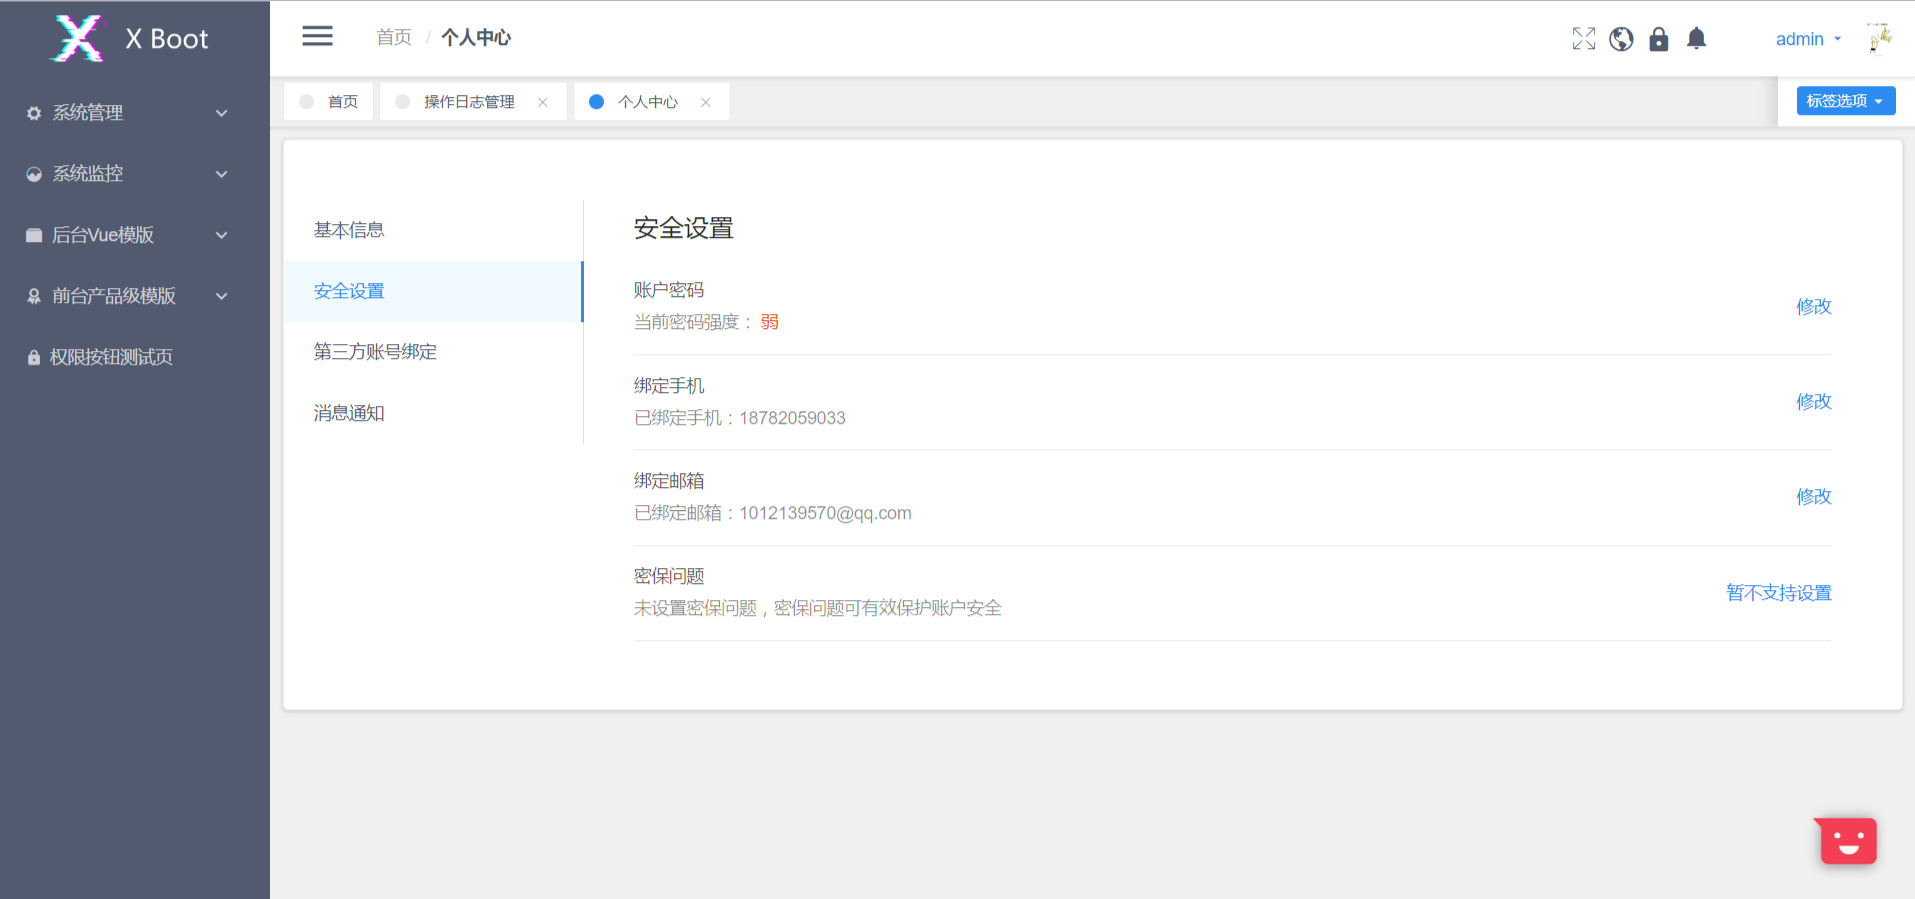 X Boot
首页 / 个人中心
admin
系统管理
系统监控
后台Vue模版
前台产品级模版
权限按钮测试页
首页
操作日志管理
个人中心
标签选项
基本信息
安全设置
第三方账号绑定
消息通知
安全设置
账户密码
当前密码强度： 弱
修改
绑定手机
已绑定手机：18782059033
修改
绑定邮箱
已绑定邮箱：1012139570@qq.com
修改
密保问题
未设置密保问题，密保问题可有效保护账户安全
暂不支持设置